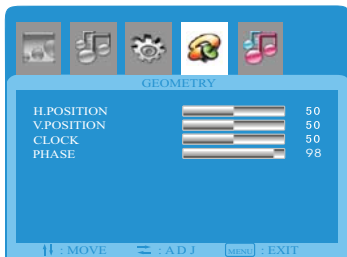 GEOMETRY
H.POSITION 50
V.POSITION 50
CLOCK 50
PHASE 98
: MOVE : ADJ MENU : EXIT